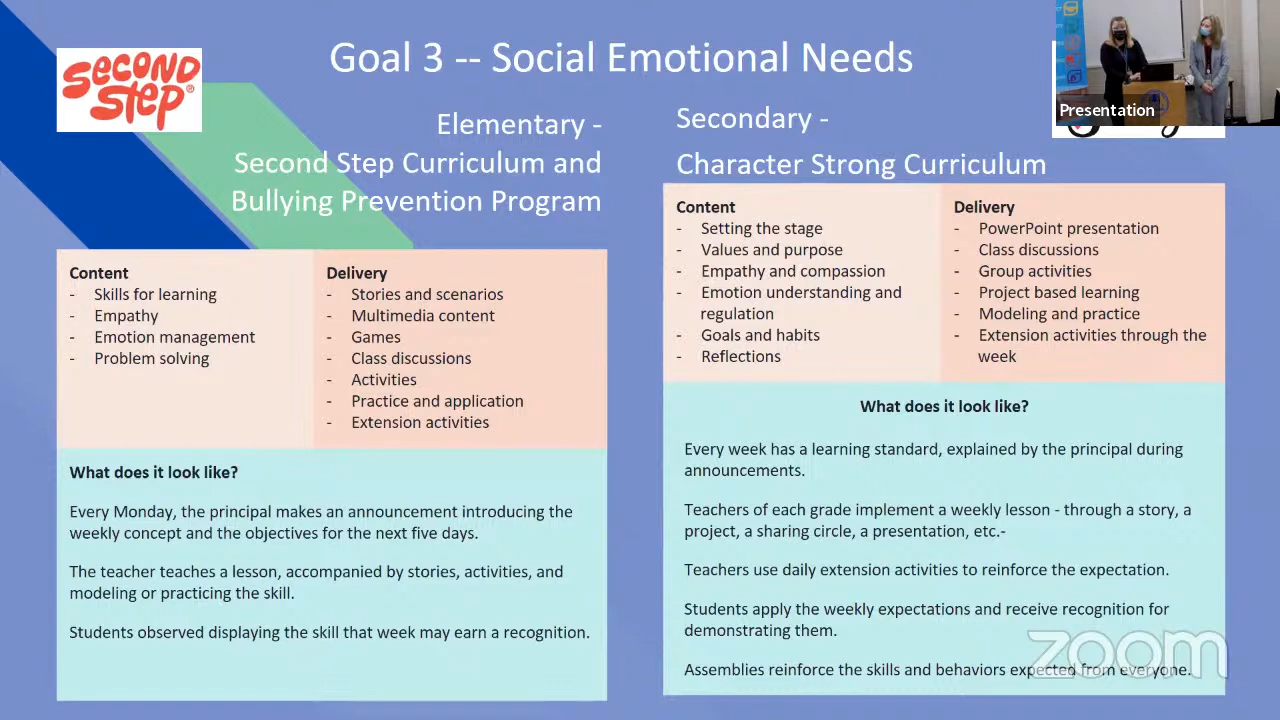 Goal 3 -- Social Emotional Needs
SECOND
STEP®
Presentation
Elementary -
Second Step Curriculum and
Bullying Prevention Program
Content
- Skills for learning
- Empathy
- Emotion management
- Problem solving
Delivery
- Stories and scenarios
- Multimedia content
- Games
- Class discussions
- Activities
- Practice and application
- Extension activities
What does it look like?
Every Monday, the principal makes an announcement introducing the
weekly concept and the objectives for the next five days.
The teacher teaches a lesson, accompanied by stories, activities, and
modeling or practicing the skill.
Students observed displaying the skill that week may earn a recognition.
Secondary -
Character Strong Curriculum
Content
- Setting the stage
- Values and purpose
- Empathy and compassion
- Emotion understanding and
regulation
- Goals and habits
- Reflections
Delivery
- PowerPoint presentation
- Class discussions
- Group activities
- Project based learning
- Modeling and practice
- Extension activities through the
week
What does it look like?
Every week has a learning standard, explained by the principal during
announcements.
Teachers of each grade implement a weekly lesson - through a story, a
project, a sharing circle, a presentation, etc.-
Teachers use daily extension activities to reinforce the expectation.
Students apply the weekly expectations and receive recognition for
demonstrating them.
Assemblies reinforce the skills and behaviors expected from everyone.
zoom